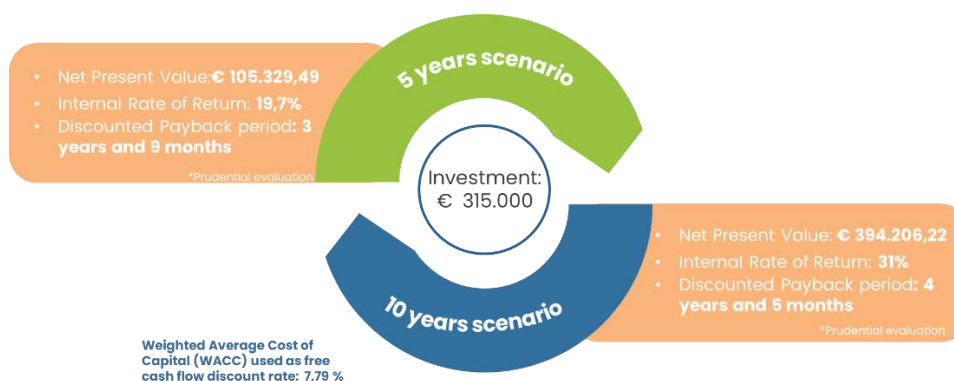 • Net Present Value:€ 105.329,49
• Internal Rate of Return: 19,7%
• Discounted Payback period: 3
years and 9 months
*Prudential evaluation
5 years scenario
Investment:
€ 315.000
• Net Present Value: € 394.206,22
• Internal Rate of Return: 31%
• Discounted Payback period: 4
years and 5 months
*Prudential evaluation
10 years scenario
Weighted Average Cost of
Capital (WACC) used as free
cash flow discount rate: 7.79 %